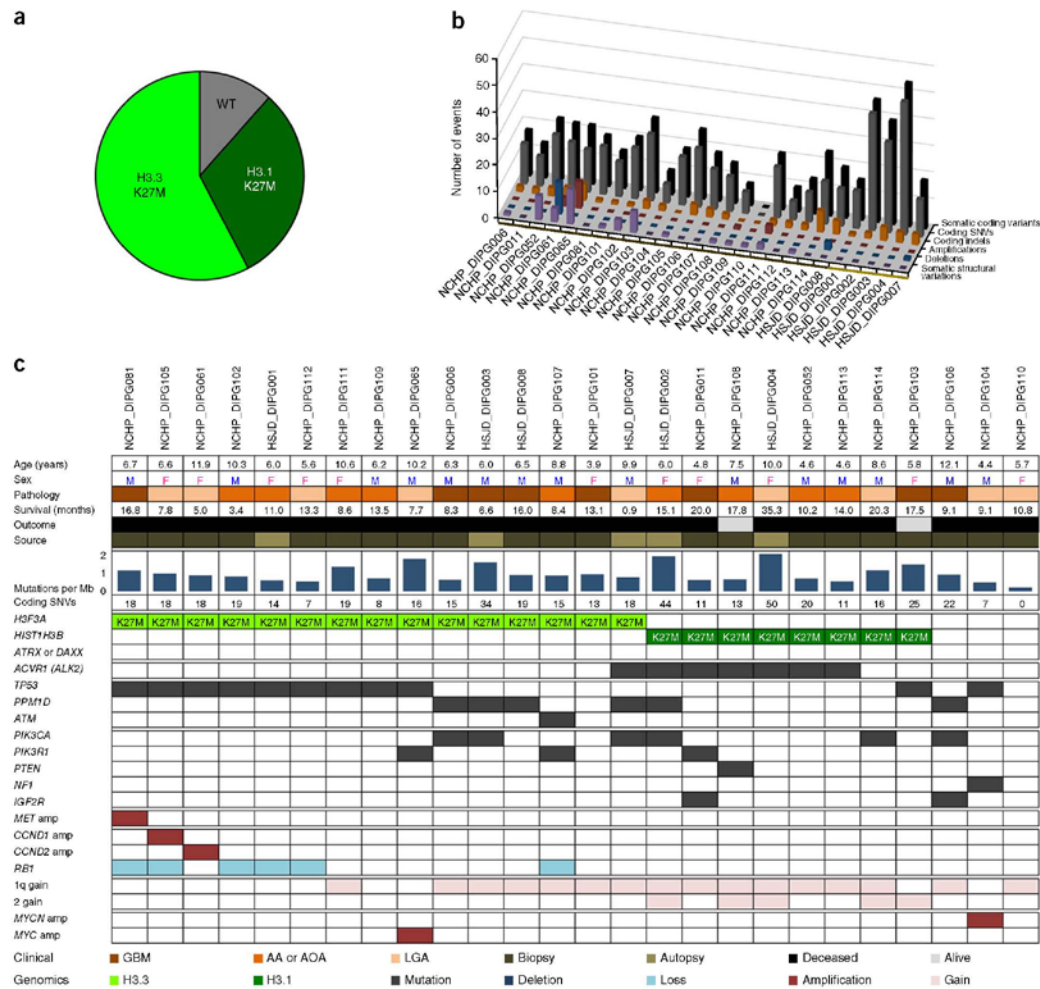 a
WT
H3.3
K27M
H3.1
K27M
b
Number of events
60
50
40
30
20
10
0
Somatic coding variants
Coding SNVs
Coding indels
Amplifications
Deletions
Somatic structural
variations
NCHP_DIPG006
NCHP_DIPG011
NCHP_DIPG052
NCHP_DIPG061
NCHP_DIPG065
NCHP_DIPG081
NCHP_DIPG101
NCHP_DIPG102
NCHP_DIPG103
NCHP_DIPG104
NCHP_DIPG105
NCHP_DIPG106
NCHP_DIPG107
NCHP_DIPG108
NCHP_DIPG109
NCHP_DIPG110
NCHP_DIPG111
NCHP_DIPG112
NCHP_DIPG113
NCHP_DIPG114
HSJD_DIPG008
HSJD_DIPG001
HSJD_DIPG002
HSJD_DIPG003
HSJD_DIPG004
HSJD_DIPG007
c
NCHP_DIPG081 NCHP_DIPG105 NCHP_DIPG061 NCHP_DIPG102 HSJD_DIPG001 NCHP_DIPG112 NCHP_DIPG111 NCHP_DIPG109 NCHP_DIPG065 NCHP_DIPG006 HSJD_DIPG003 HSJD_DIPG008 NCHP_DIPG107 NCHP_DIPG101 HSJD_DIPG007 HSJD_DIPG002 NCHP_DIPG011 NCHP_DIPG108 HSJD_DIPG004 NCHP_DIPG052 NCHP_DIPG113 NCHP_DIPG114 NCHP_DIPG103 NCHP_DIPG106 NCHP_DIPG104 NCHP_DIPG110
Age (years) 6.7 6.6 11.9 10.3 6.0 5.6 10.6 6.2 10.2 6.3 6.0 6.5 8.8 3.9 9.9 6.0 4.8 7.5 10.0 4.6 4.6 8.6 5.8 12.1 4.4 5.7
Sex M F F M F F F M M M M M M F M F F M F M M M F M M F
Pathology
Survival (months) 16.8 7.8 5.0 3.4 11.0 13.3 8.6 13.5 7.7 8.3 6.6 16.0 8.4 13.1 0.9 15.1 20.0 17.8 35.3 10.2 14.0 20.3 17.5 9.1 9.1 10.8
Outcome
Source
2
1
Mutations per Mb 0
Coding SNVs 18 18 18 19 14 7 19 8 16 15 34 19 15 13 18 44 11 13 50 19 11 16 25 22 7 0
H3F3A K27M K27M K27M K27M K27M K27M K27M K27M K27M K27M K27M K27M K27M K27M K27M
HIST1H3B K27M K27M K27M K27M K27M K27M K27M K27M
ATRX or DAXX
ACVR1 (ALK2)
TP53
PPM1D
ATM
PIK3CA
PIK3R1
PTEN
NF1
IGF2R
MET amp
CCND1 amp
CCND2 amp
RB1
1q gain
2 gain
MYCN amp
MYC amp
Clinical GBM AA or AOA LGA Biopsy Autopsy Deceased Alive
Genomics H3.3 H3.1 Mutation Deletion Loss Amplification Gain